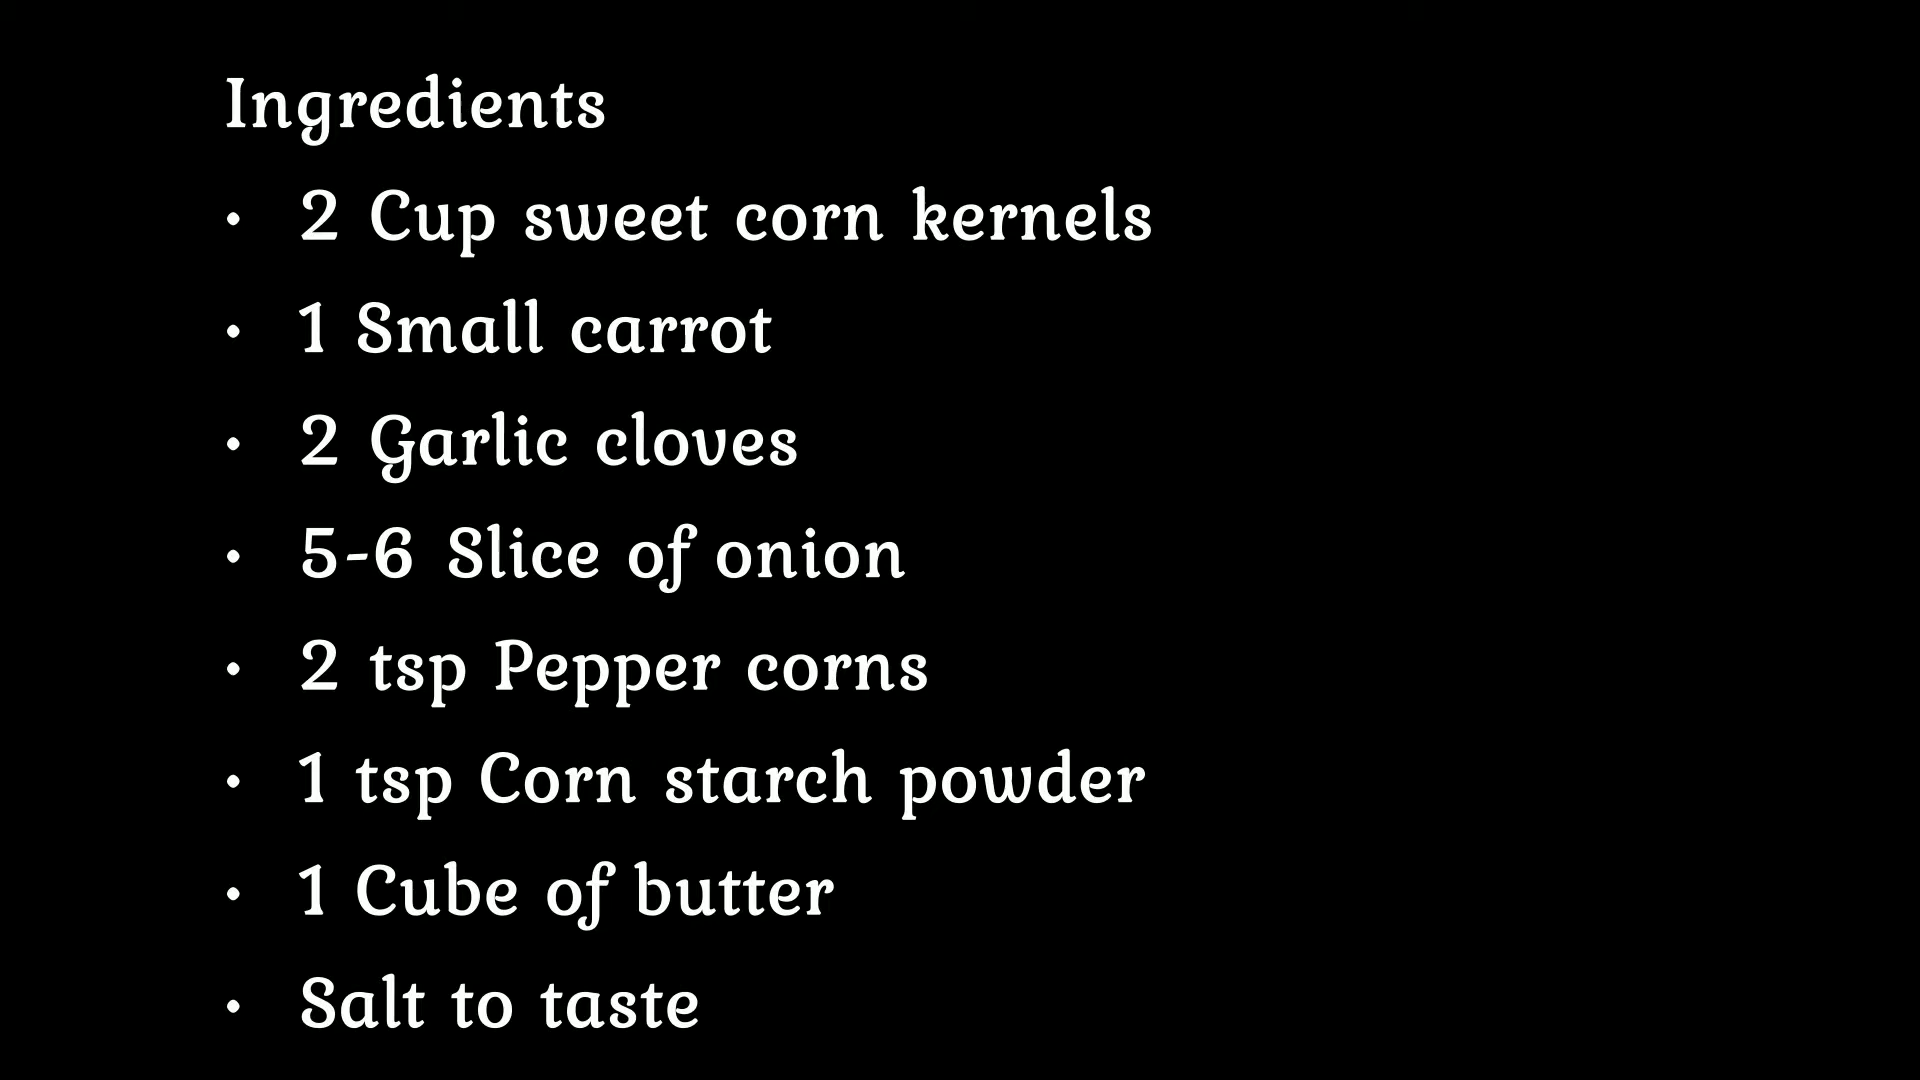 Ingredients
• 2 Cup sweet corn kernels
• 1 Small carrot
• 2 Garlic cloves
• 5-6 Slice of onion
• 2 tsp Pepper corns
• 1 tsp Corn starch powder
• 1 Cube of butter
• Salt to taste